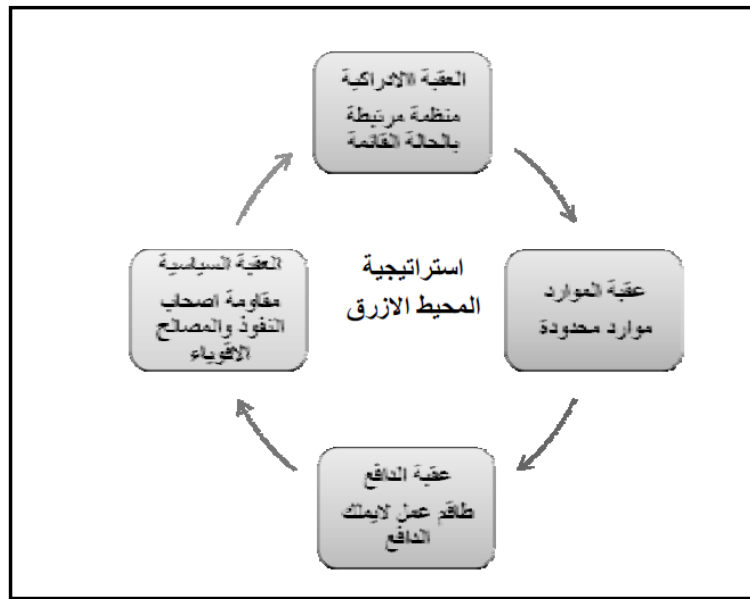 العقبة الادراكية
منظمة مرتبطة
بالحالة القائمة
عقبة الموارد
موارد محدودة
استراتيجية
المحيط الازرق
العقبة السياسية
مقاومة اصحاب
النفوذ والمصالح
الاقوياء
عقبة الدافع
طاقم عمل لايملك
الدافع